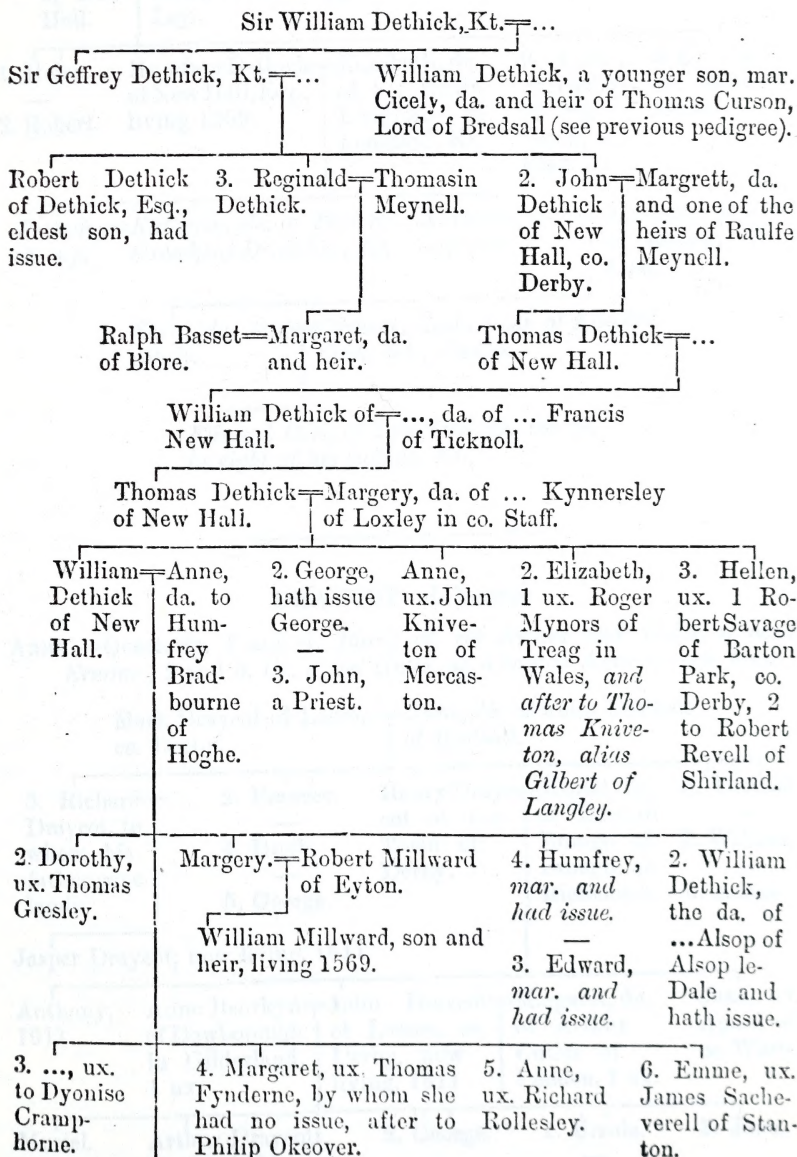 Sir William Dethick, Kt.=...
Sir Geffrey Dethick, Kt.=...
William Dethick, a younger son, mar.
Cicely, da. and heir of Thomas Curson,
Lord of Bredsall (see previous pedigree).
Robert Dethick
of Dethick, Esq.,
eldest son, had
issue.
3. Reginald=Thomasin
Dethick. Meynell.
2. John=Margrett, da.
Dethick and one of the
of New heirs of Raulfe
Hall, co. Meynell.
Derby.
Ralph Basset=Margaret, da.
of Blore. and heir.
Thomas Dethick=...
of New Hall.
William Dethick of=..., da. of ... Francis
New Hall. of Ticknoll.
Thomas Dethick=Margery, da. of ... Kynnersley
of New Hall. of Loxley in co. Staff.
William=Anne,
Dethick da. to
of New Hum-
Hall. frey
Brad-
bourne
of
Hoghe.
2. George,
hath issue
George.
—
3. John,
a Priest.
Anne,
ux. John
Knive-
ton of
Mercas-
ton.
2. Elizabeth,
1 ux. Roger
Mynors of
Treag in
Wales, and
after to Tho-
mas Knive-
ton, alias
Gilbert of
Langley.
3. Hellen,
ux. 1 Ro-
bert Savage
of Barton
Park, co.
Derby, 2
to Robert
Revell of
Shirland.
2. Dorothy,
ux. Thomas
Gresley.
Margery.=Robert Millward
of Eyton.
William Millward, son and
heir, living 1569.
4. Humfrey,
mar. and
had issue.
—
3. Edward,
mar. and
had issue.
2. William
Dethick,
the da. of
...Alsop of
Alsop le-
Dale and
hath issue.
3. ..., ux.
to Dyonise
Cramp-
horne.
4. Margaret, ux. Thomas
Fynderne, by whom she
had no issue, after to
Philip Okeover.
5. Anne,
ux. Richard
Rollesley.
6. Emme, ux.
James Sache-
verell of Stan-
ton.